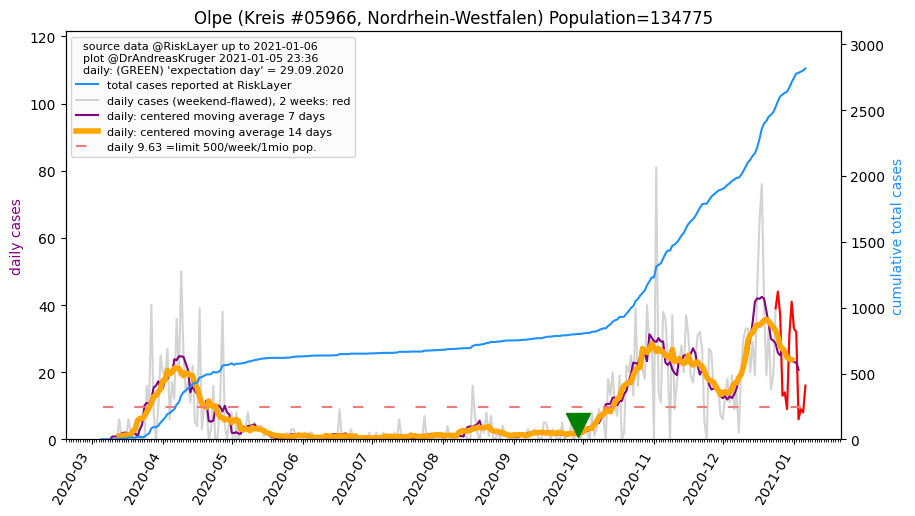 Olpe (Kreis #05966, Nordrhein-Westfalen) Population=134775
source data @RiskLayer up to 2021-01-06
plot @DrAndreasKruger 2021-01-05 23:36
daily: (GREEN) 'expectation day' = 29.09.2020
total cases reported at RiskLayer
daily cases (weekend-flawed), 2 weeks: red
daily: centered moving average 7 days
daily: centered moving average 14 days
daily 9.63 =limit 500/week/1mio pop.
daily cases
120
100
80
60
40
20
0
3000
2500
2000
1500
1000
500
0
cumulative total cases
2020-03
2020-04
2020-05
2020-06
2020-07
2020-08
2020-09
2020-10
2020-11
2020-12
2021-01